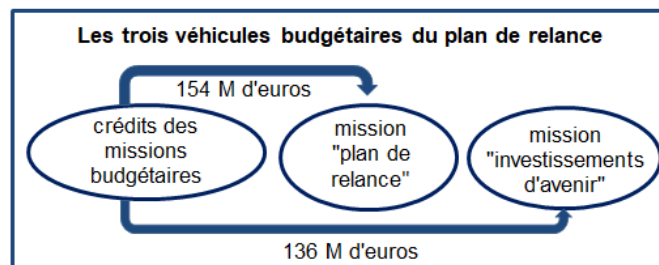 Les trois véhicules budgétaires du plan de relance
154 M d'euros
crédits des
missions
budgétaires
mission
"plan de
relance"
mission
"investissements
d'avenir"
136 M d'euros